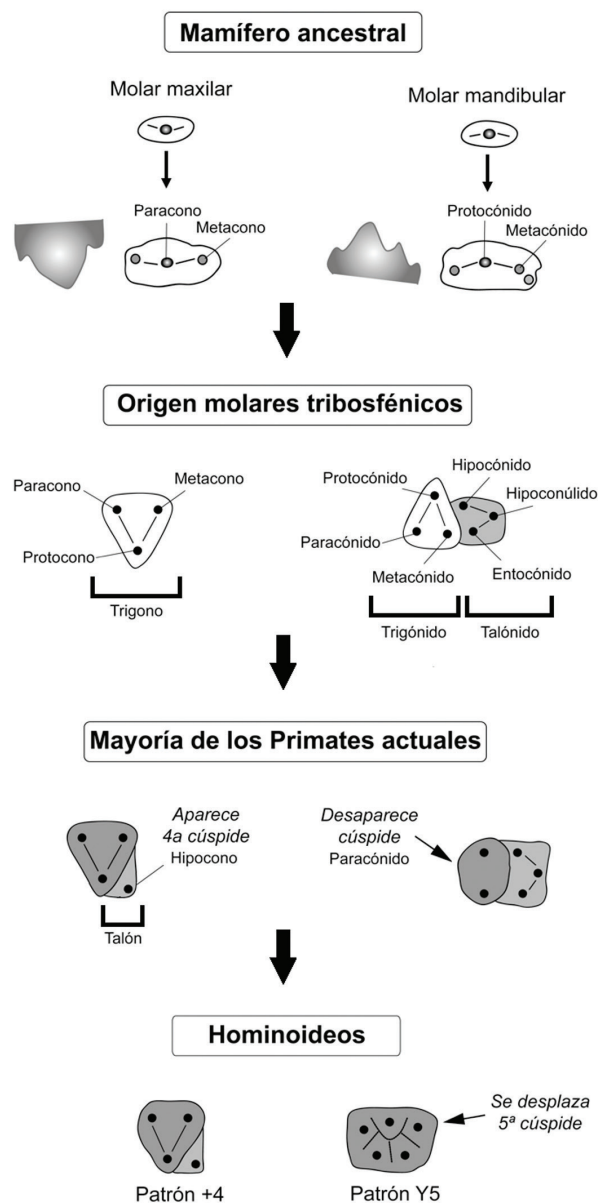 Mamífero ancestral
Molar maxilar
Molar mandibular
Paracono
Metacono
Protocónido
Metacónido
Origen molares tribosfénicos
Paracono
Metacono
Protocono
Trigono
Protocónido
Hipocónido
Hipoconúlido
Paracónido
Metacónido
Entocónido
Trigónido
Talónido
Mayoría de los Primates actuales
Aparece
4a cúspide
Hipocono
Talón
Desaparece
cúspide
Paracónido
Hominoideos
Patrón +4
Se desplaza
5ª cúspide
Patrón Y5